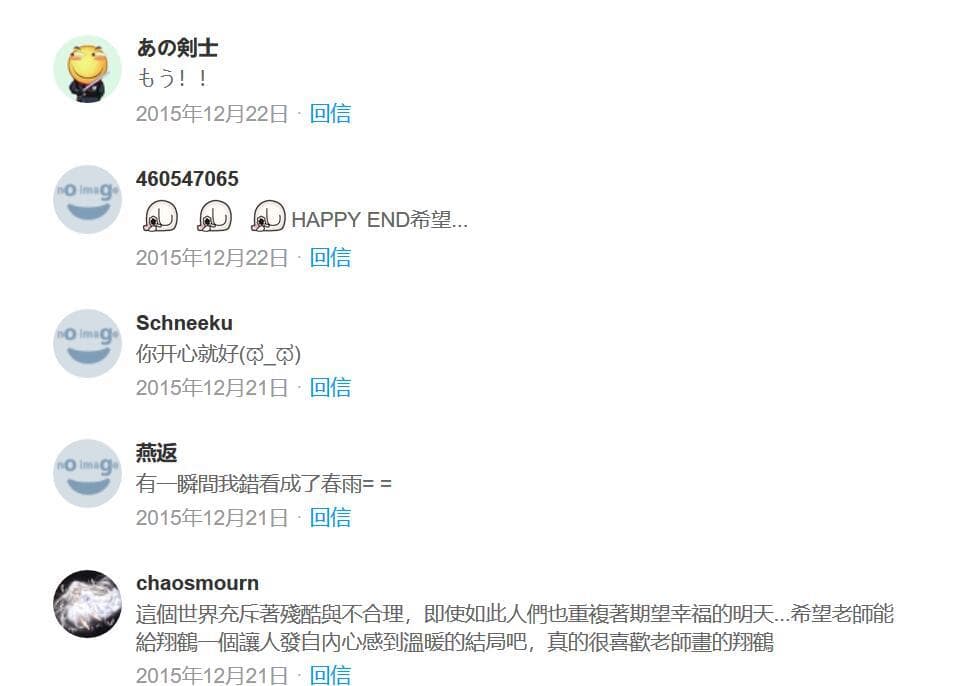 あの剣士
もう！！
2015年12月22日 · 回信
no image
460547065
HAPPY END希望...
2015年12月22日 · 回信
no image
Schneeku
你开心就好(ಥ_ಥ)
2015年12月21日 · 回信
no image
燕返
有一瞬間我錯看成了春雨= =
2015年12月21日 · 回信
chaosmourn
這個世界充斥著殘酷與不合理，即使如此人們也重複著期望幸福的明天...希望老師能
給翔鶴一個讓人發自內心感到溫暖的結局吧，真的很喜歡老師畫的翔鶴
2015年12月21日 · 回信